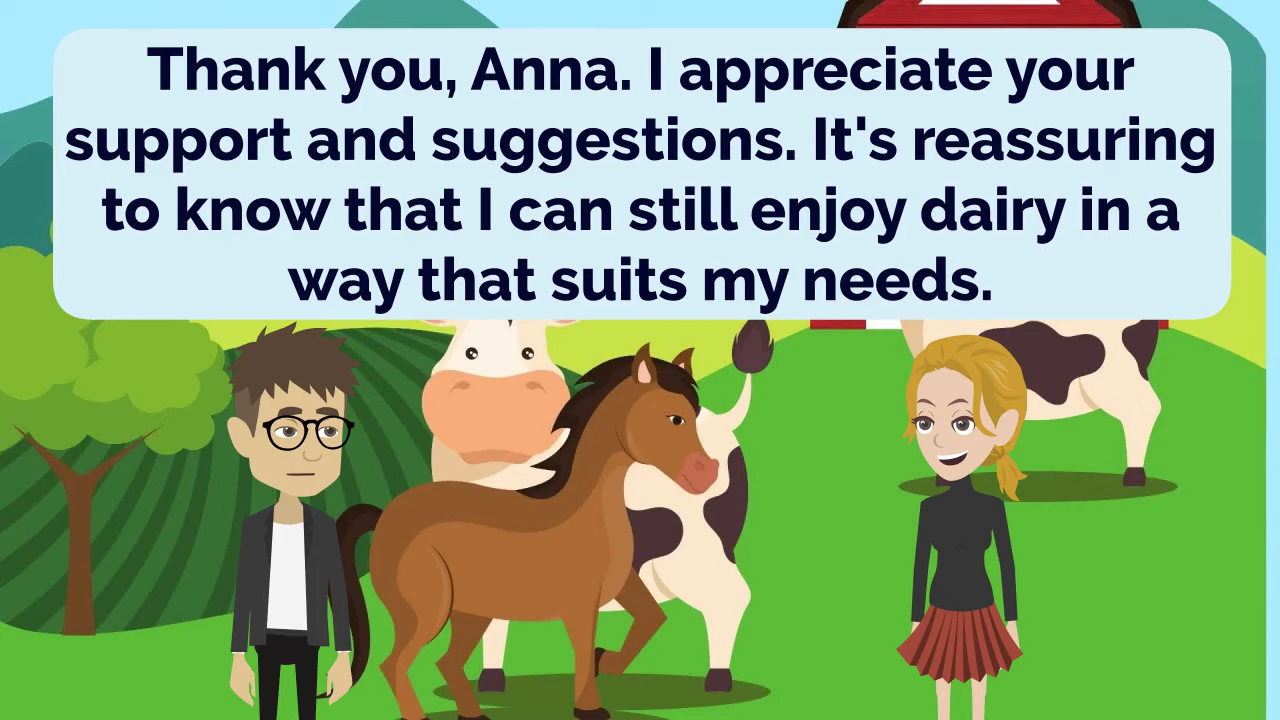 Thank you, Anna. I appreciate your
support and suggestions. It's reassuring
to know that I can still enjoy dairy in a
way that suits my needs.